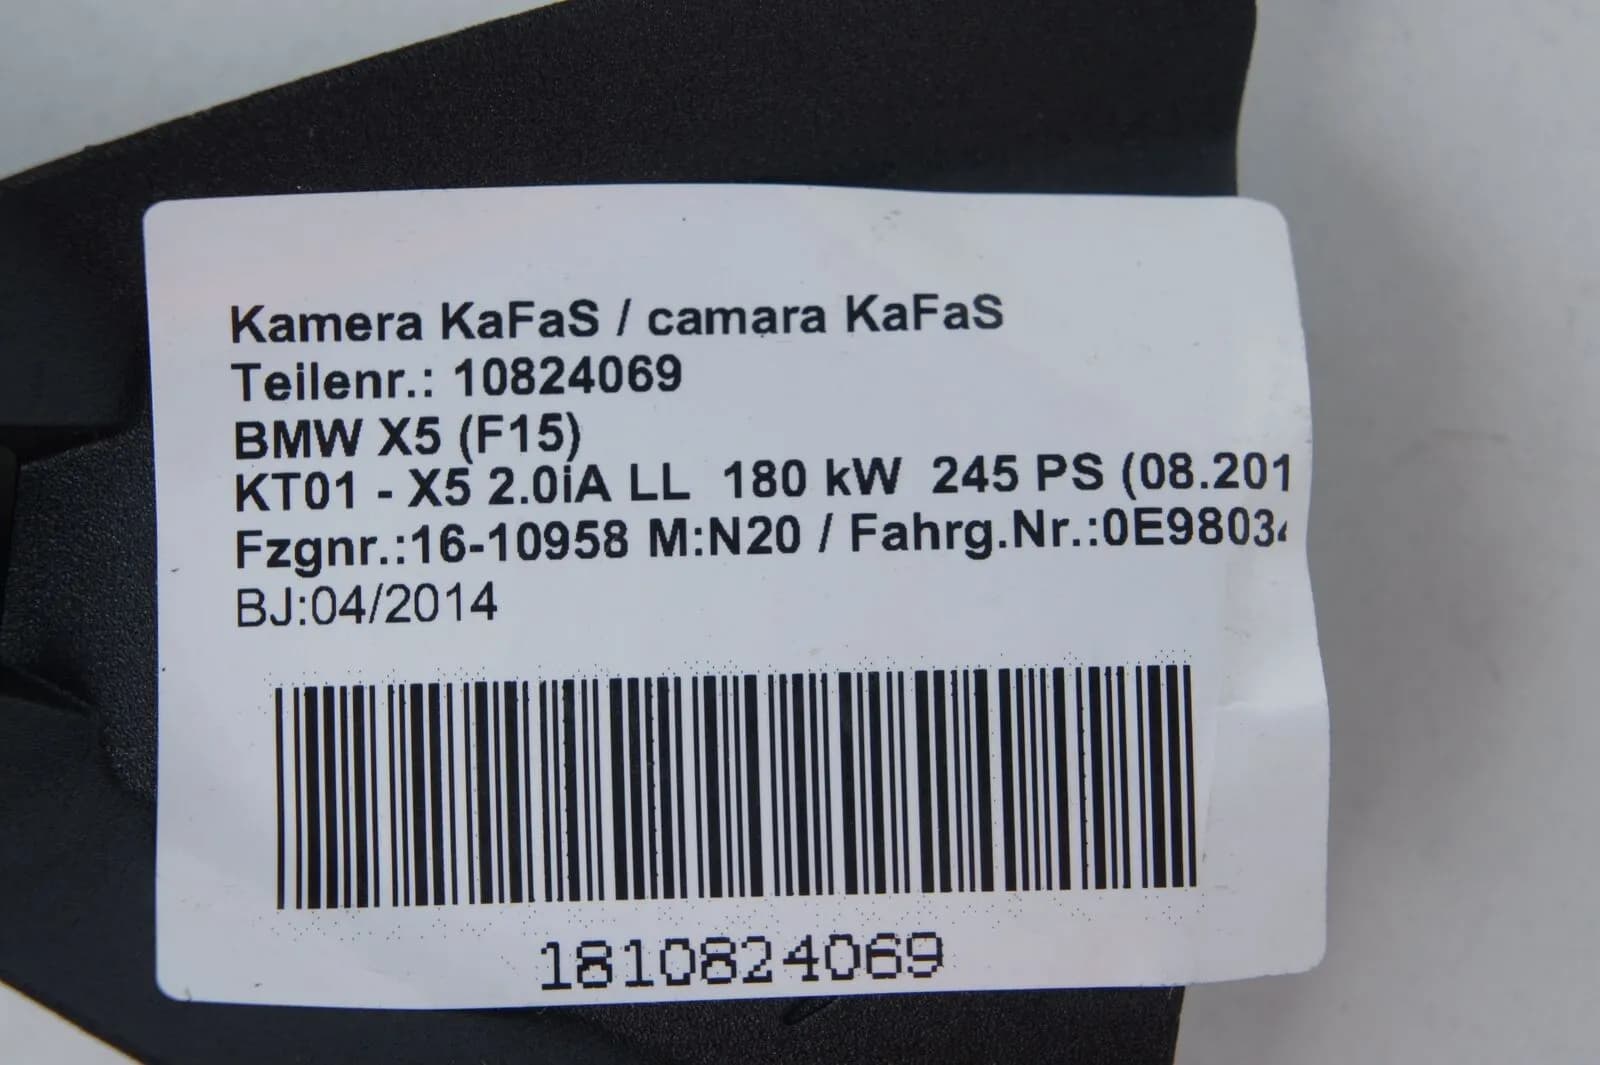 Kamera KaFaS / camara KaFaS
Teilenr.: 10824069
BMW X5 (F15)
KT01 - X5 2.0iA LL 180 kW 245 PS (08.201
Fzgnr.:16-10958 M:N20 / Fahrg.Nr.:0E9803
BJ:04/2014
1810824069